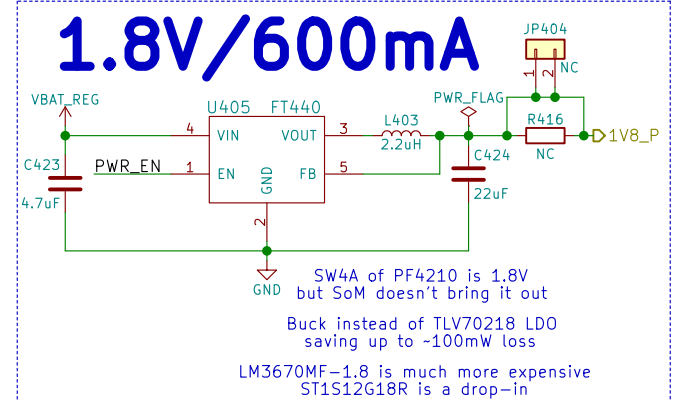 1.8V/600mA
JP404
1
2
NC
VBAT_REG
PWR_FLAG
U405
FT440
L403
2.2uH
R416
NC
1V8_P
4
VIN
VOUT
3
C423
4.7uF
PWR_EN
1
EN
GND
FB
5
C424
22uF
2
GND
SW4A of PF4210 is 1.8V
but SoM doesn't bring it out
Buck instead of TLV70218 LDO
saving up to ~100mW loss
LM3670MF-1.8 is much more expensive
ST1S12G18R is a drop-in